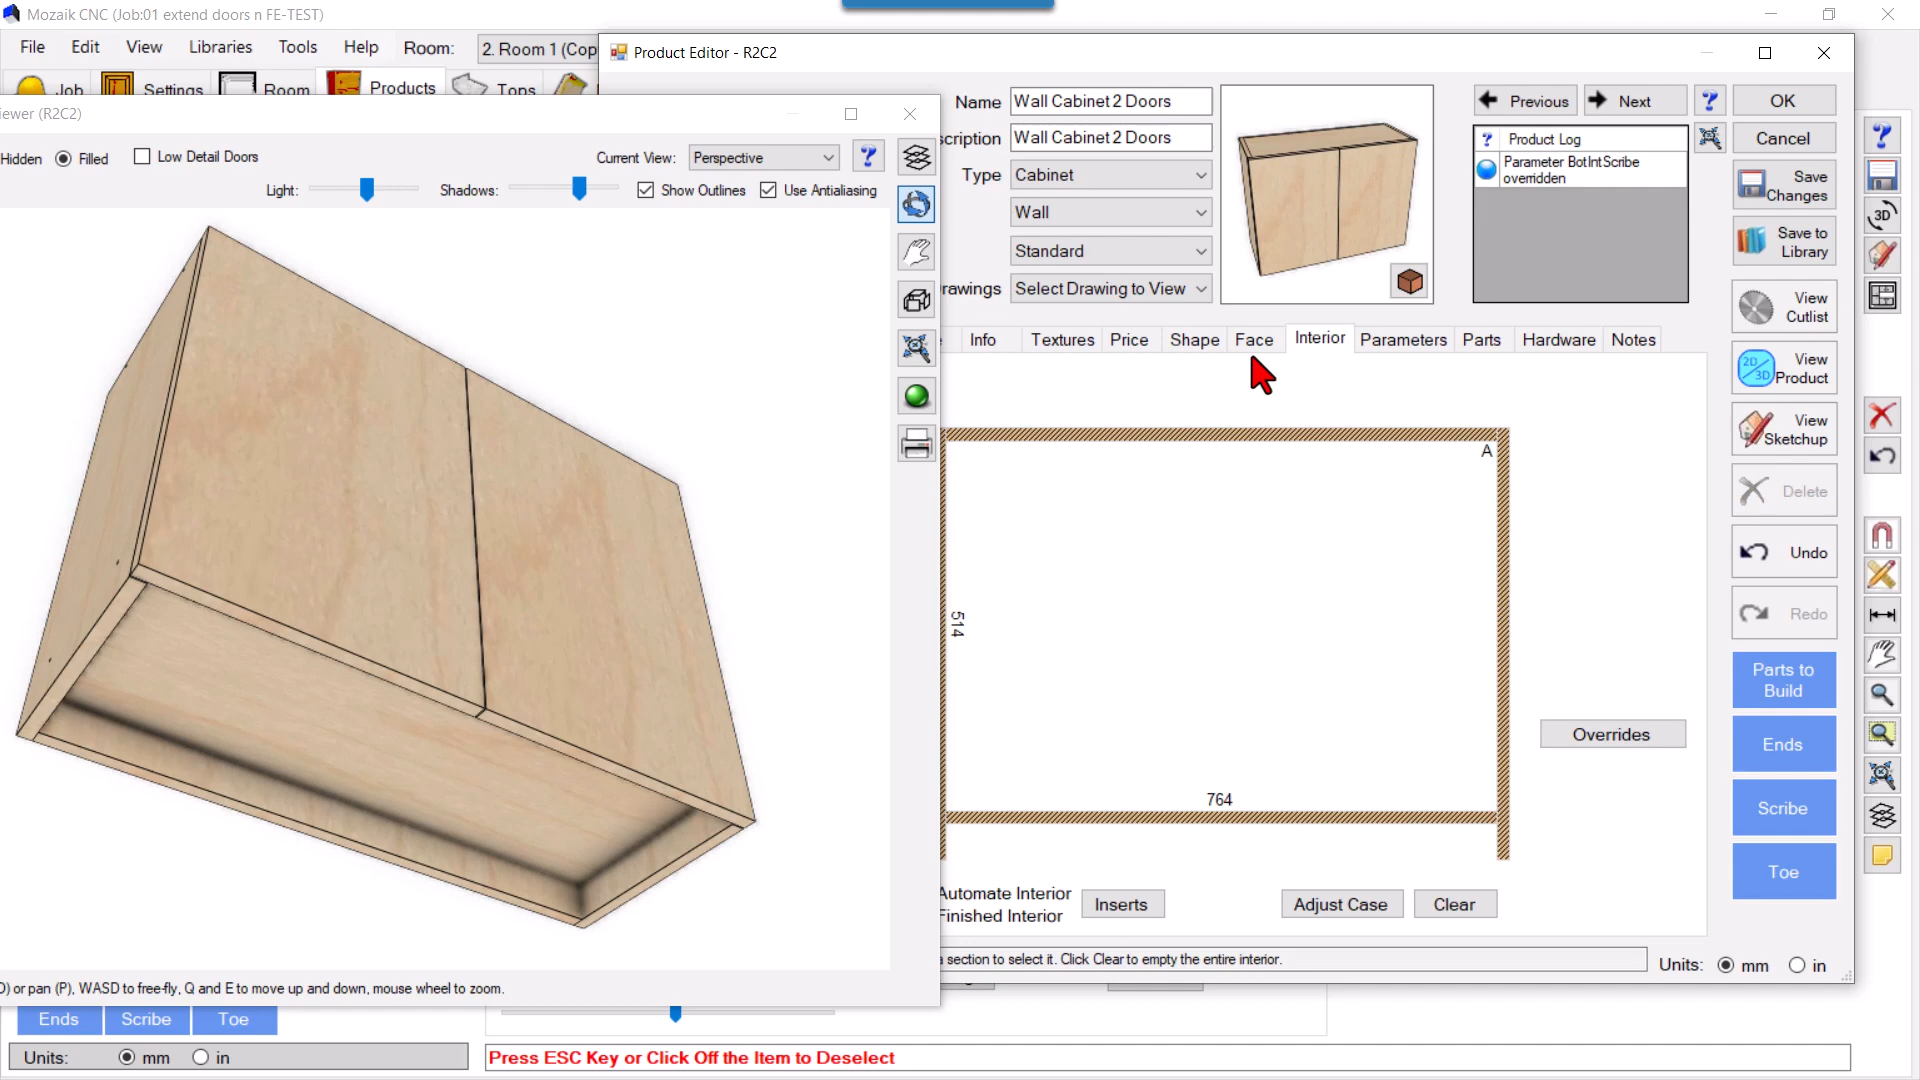 Mozaik CNC (Job:01 extend doors n FE-TEST)
File Edit View Libraries Tools Help Room: 2. Room 1 (Cop
Job Settings Room Products Tops
Product Editor - R2C2
iewer (R2C2)
Hidden Filled Low Detail Doors Current View: Perspective
Light: Shadows: Show Outlines Use Antialiasing
Name Wall Cabinet 2 Doors
scription Wall Cabinet 2 Doors
Type Cabinet
Wall
Standard
rawings Select Drawing to View
Previous Next OK
Product Log Cancel
Parameter BotIntScribe
overridden
Save
Changes
Save to
Library
View
Cutlist
2D/3D View
Product
View
Sketchup
Delete
Undo
Redo
Parts to
Build
Ends
Scribe
Toe
3D
e Info Textures Price Shape Face Interior Parameters Parts Hardware Notes
A
514
764
Overrides
Automate Interior
Finished Interior
Inserts Adjust Case Clear
a section to select it. Click Clear to empty the entire interior.
Units: mm in
O) or pan (P), WASD to free-fly, Q and E to move up and down, mouse wheel to zoom.
Ends Scribe Toe
Units: mm in
Press ESC Key or Click Off the Item to Deselect